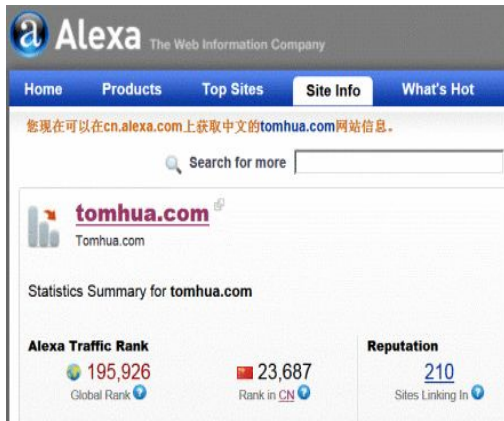 a Alexa The Web Information Company
Home Products Top Sites Site Info What's Hot
您现在可以在cn.alexa.com上获取中文的tomhua.com网站信息。
Search for more
tomhua.com
Tomhua.com
Statistics Summary for tomhua.com
Alexa Traffic Rank Reputation
195,926 23,687 210
Global Rank ? Rank in CN ? Sites Linking In ?